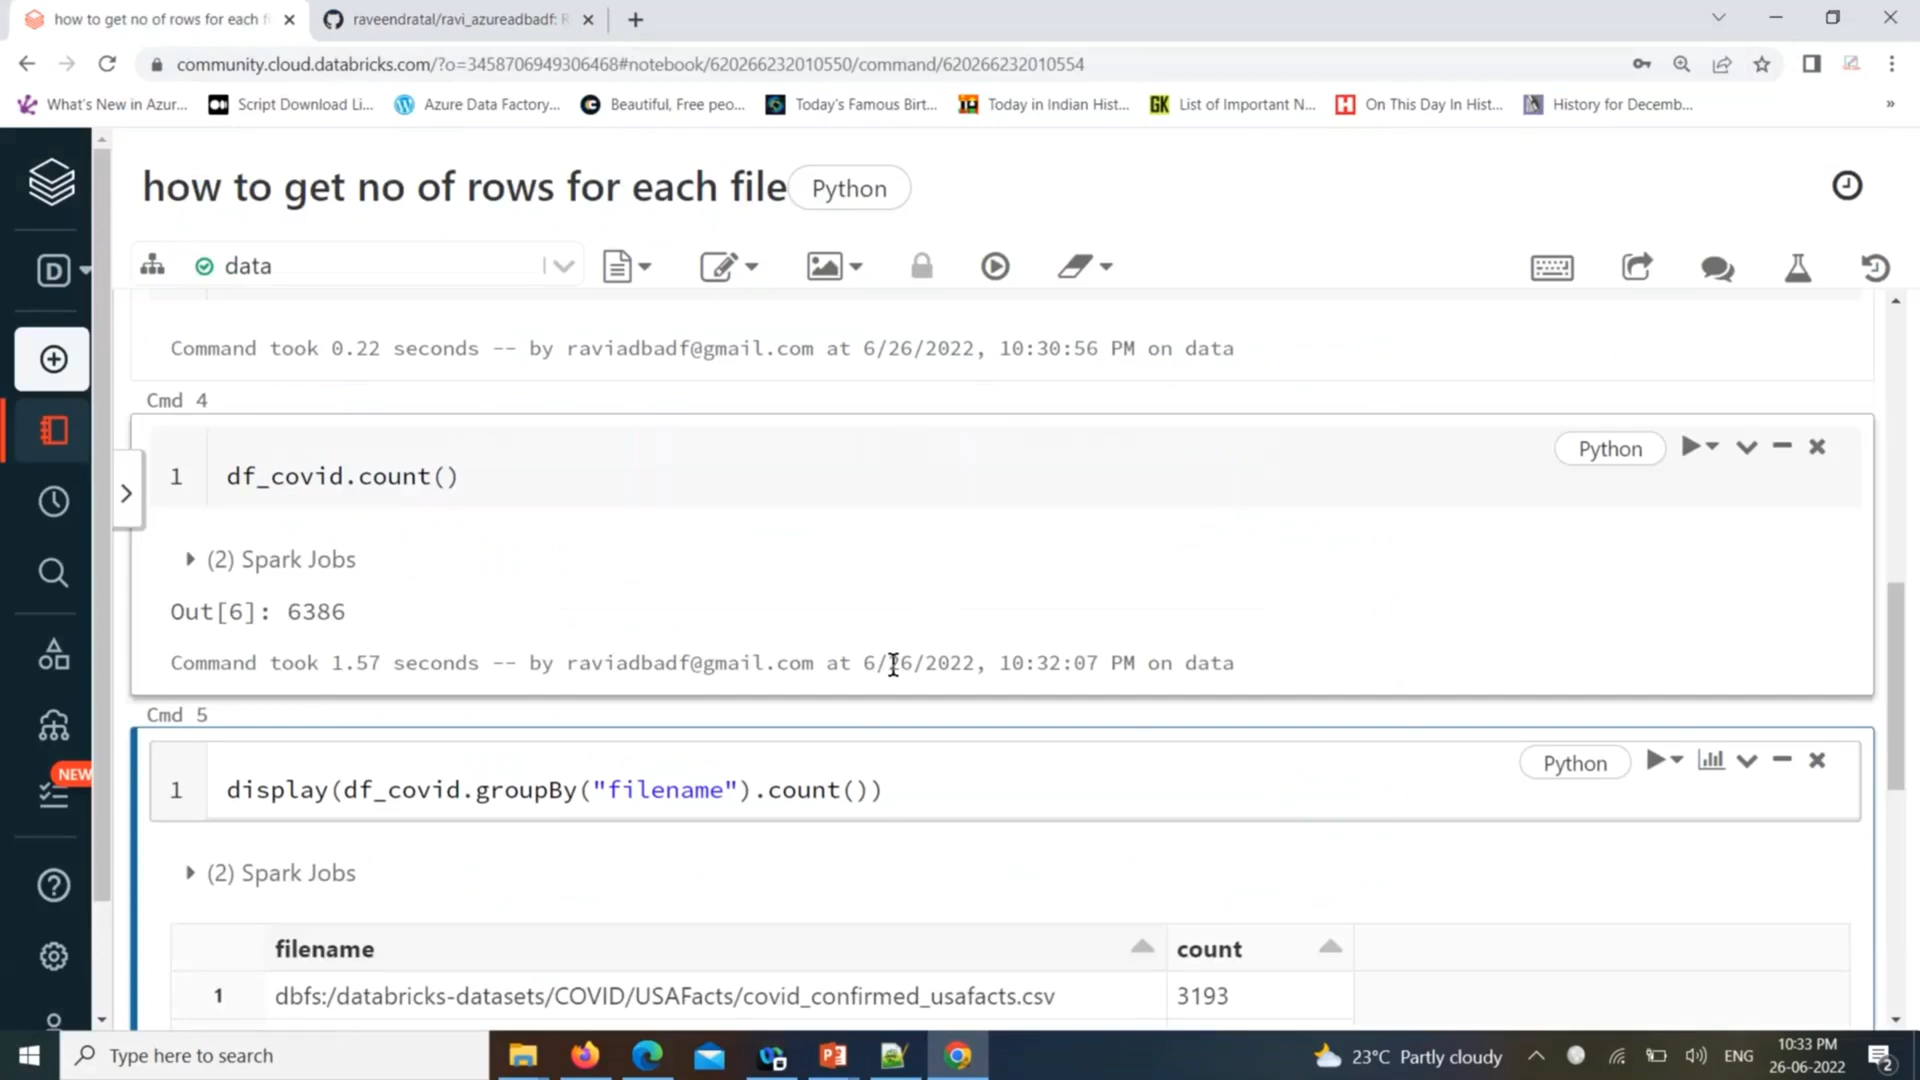 how to get no of rows for each fi
raveendratal/ravi_azureadbadf: R
community.cloud.databricks.com/?o=3458706949306468#notebook/620266232010550/command/620266232010554
What's New in Azur...
Script Download Li...
Azure Data Factory...
Beautiful, Free peo...
Today's Famous Birt...
Today in Indian Hist...
GK
List of Important N...
H
On This Day In Hist...
History for Decemb...
»
how to get no of rows for each file
Python
D
data
Command took 0.22 seconds -- by raviadbadf@gmail.com at 6/26/2022, 10:30:56 PM on data
Cmd 4
Python
1 df_covid.count()
(2) Spark Jobs
Out[6]: 6386
Command took 1.57 seconds -- by raviadbadf@gmail.com at 6/26/2022, 10:32:07 PM on data
Cmd 5
NEW
Python
1 display(df_covid.groupBy("filename").count())
(2) Spark Jobs
filename count
1 dbfs:/databricks-datasets/COVID/USAFacts/covid_confirmed_usafacts.csv 3193
Type here to search
23°C Partly cloudy
ENG
10:33 PM
26-06-2022
2